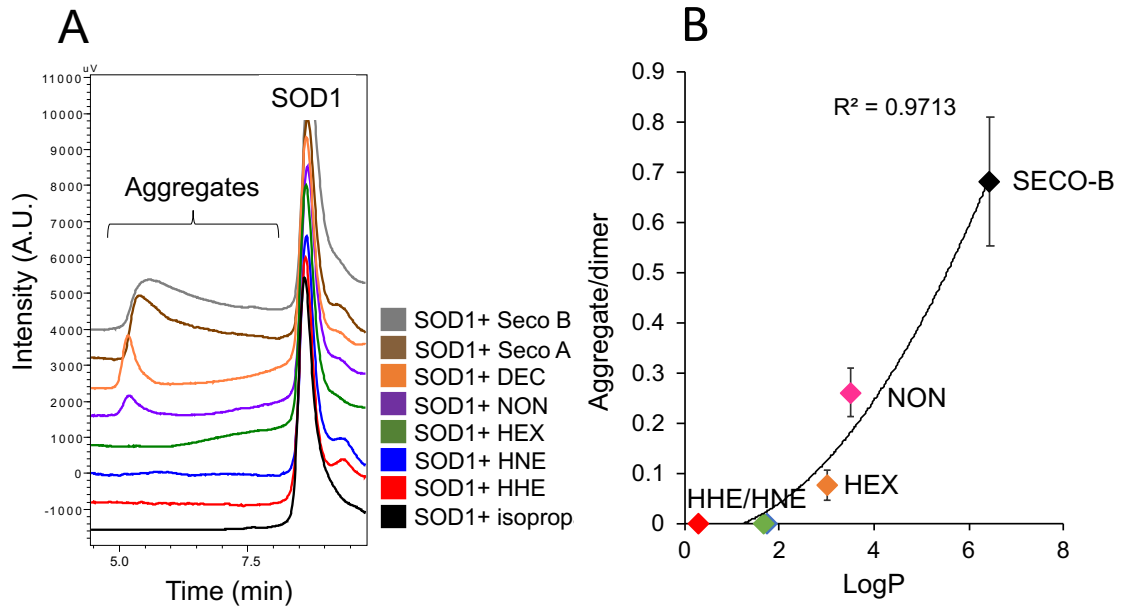 A
uV
11000
10000
9000
8000
7000
6000
5000
4000
3000
2000
1000
0
-1000
Intensity (A.U.)
SOD1
Aggregates
5.0
7.5
Time (min)
SOD1+ Seco B
SOD1+ Seco A
SOD1+ DEC
SOD1+ NON
SOD1+ HEX
SOD1+ HNE
SOD1+ HHE
SOD1+ isoprop
B
0.9
0.8
0.7
0.6
0.5
0.4
0.3
0.2
0.1
0
Aggregate/dimer
R² = 0.9713
SECO-B
NON
HEX
HHE/HNE
0
2
4
6
8
LogP